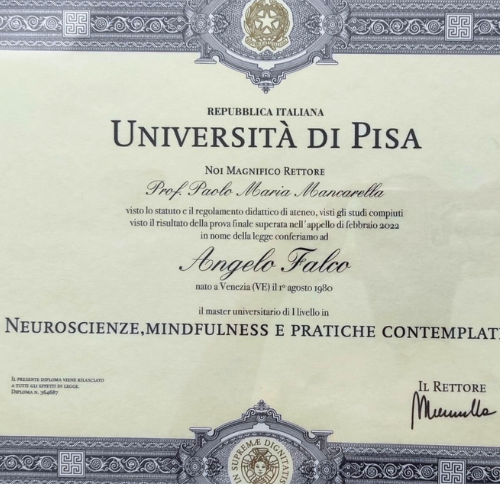 REPUBBLICA ITALIANA
UNIVERSITÀ DI PISA
NOI MAGNIFICO RETTORE
Prof. Paolo Maria Mancarella
visto lo statuto e il regolamento didattico di ateneo, visti gli studi compiuti
visto il risultato della prova finale superata nell'appello di febbraio 2022
in nome della legge conferiamo ad
Angelo Falco
nato a Venezia (VE) il 1º agosto 1980
il master universitario di I livello in
NEUROSCIENZE,MINDFULNESS E PRATICHE CONTEMPLATI
IL PRESENTE DIPLOMA VIENE RILASCIATO
A TUTTI GLI EFFETTI DI LEGGE.
DIPLOMA N. 764687
IL RETTORE
SUPREMÆ DIGNITATIS